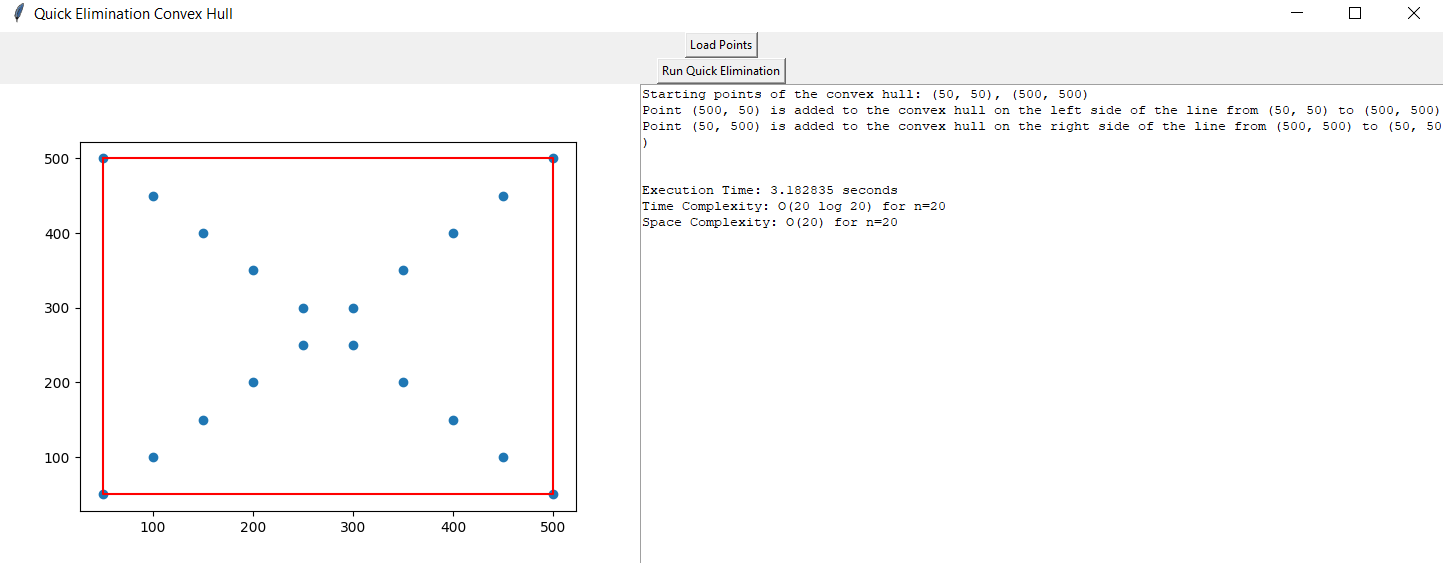 Quick Elimination Convex Hull
Load Points
Run Quick Elimination
Starting points of the convex hull: (50, 50), (500, 500)
Point (500, 50) is added to the convex hull on the left side of the line from (50, 50) to (500, 500)
Point (50, 500) is added to the convex hull on the right side of the line from (500, 500) to (50, 50
)
Execution Time: 3.182835 seconds
Time Complexity: O(20 log 20) for n=20
Space Complexity: O(20) for n=20
500
400
300
200
100
100 200 300 400 500